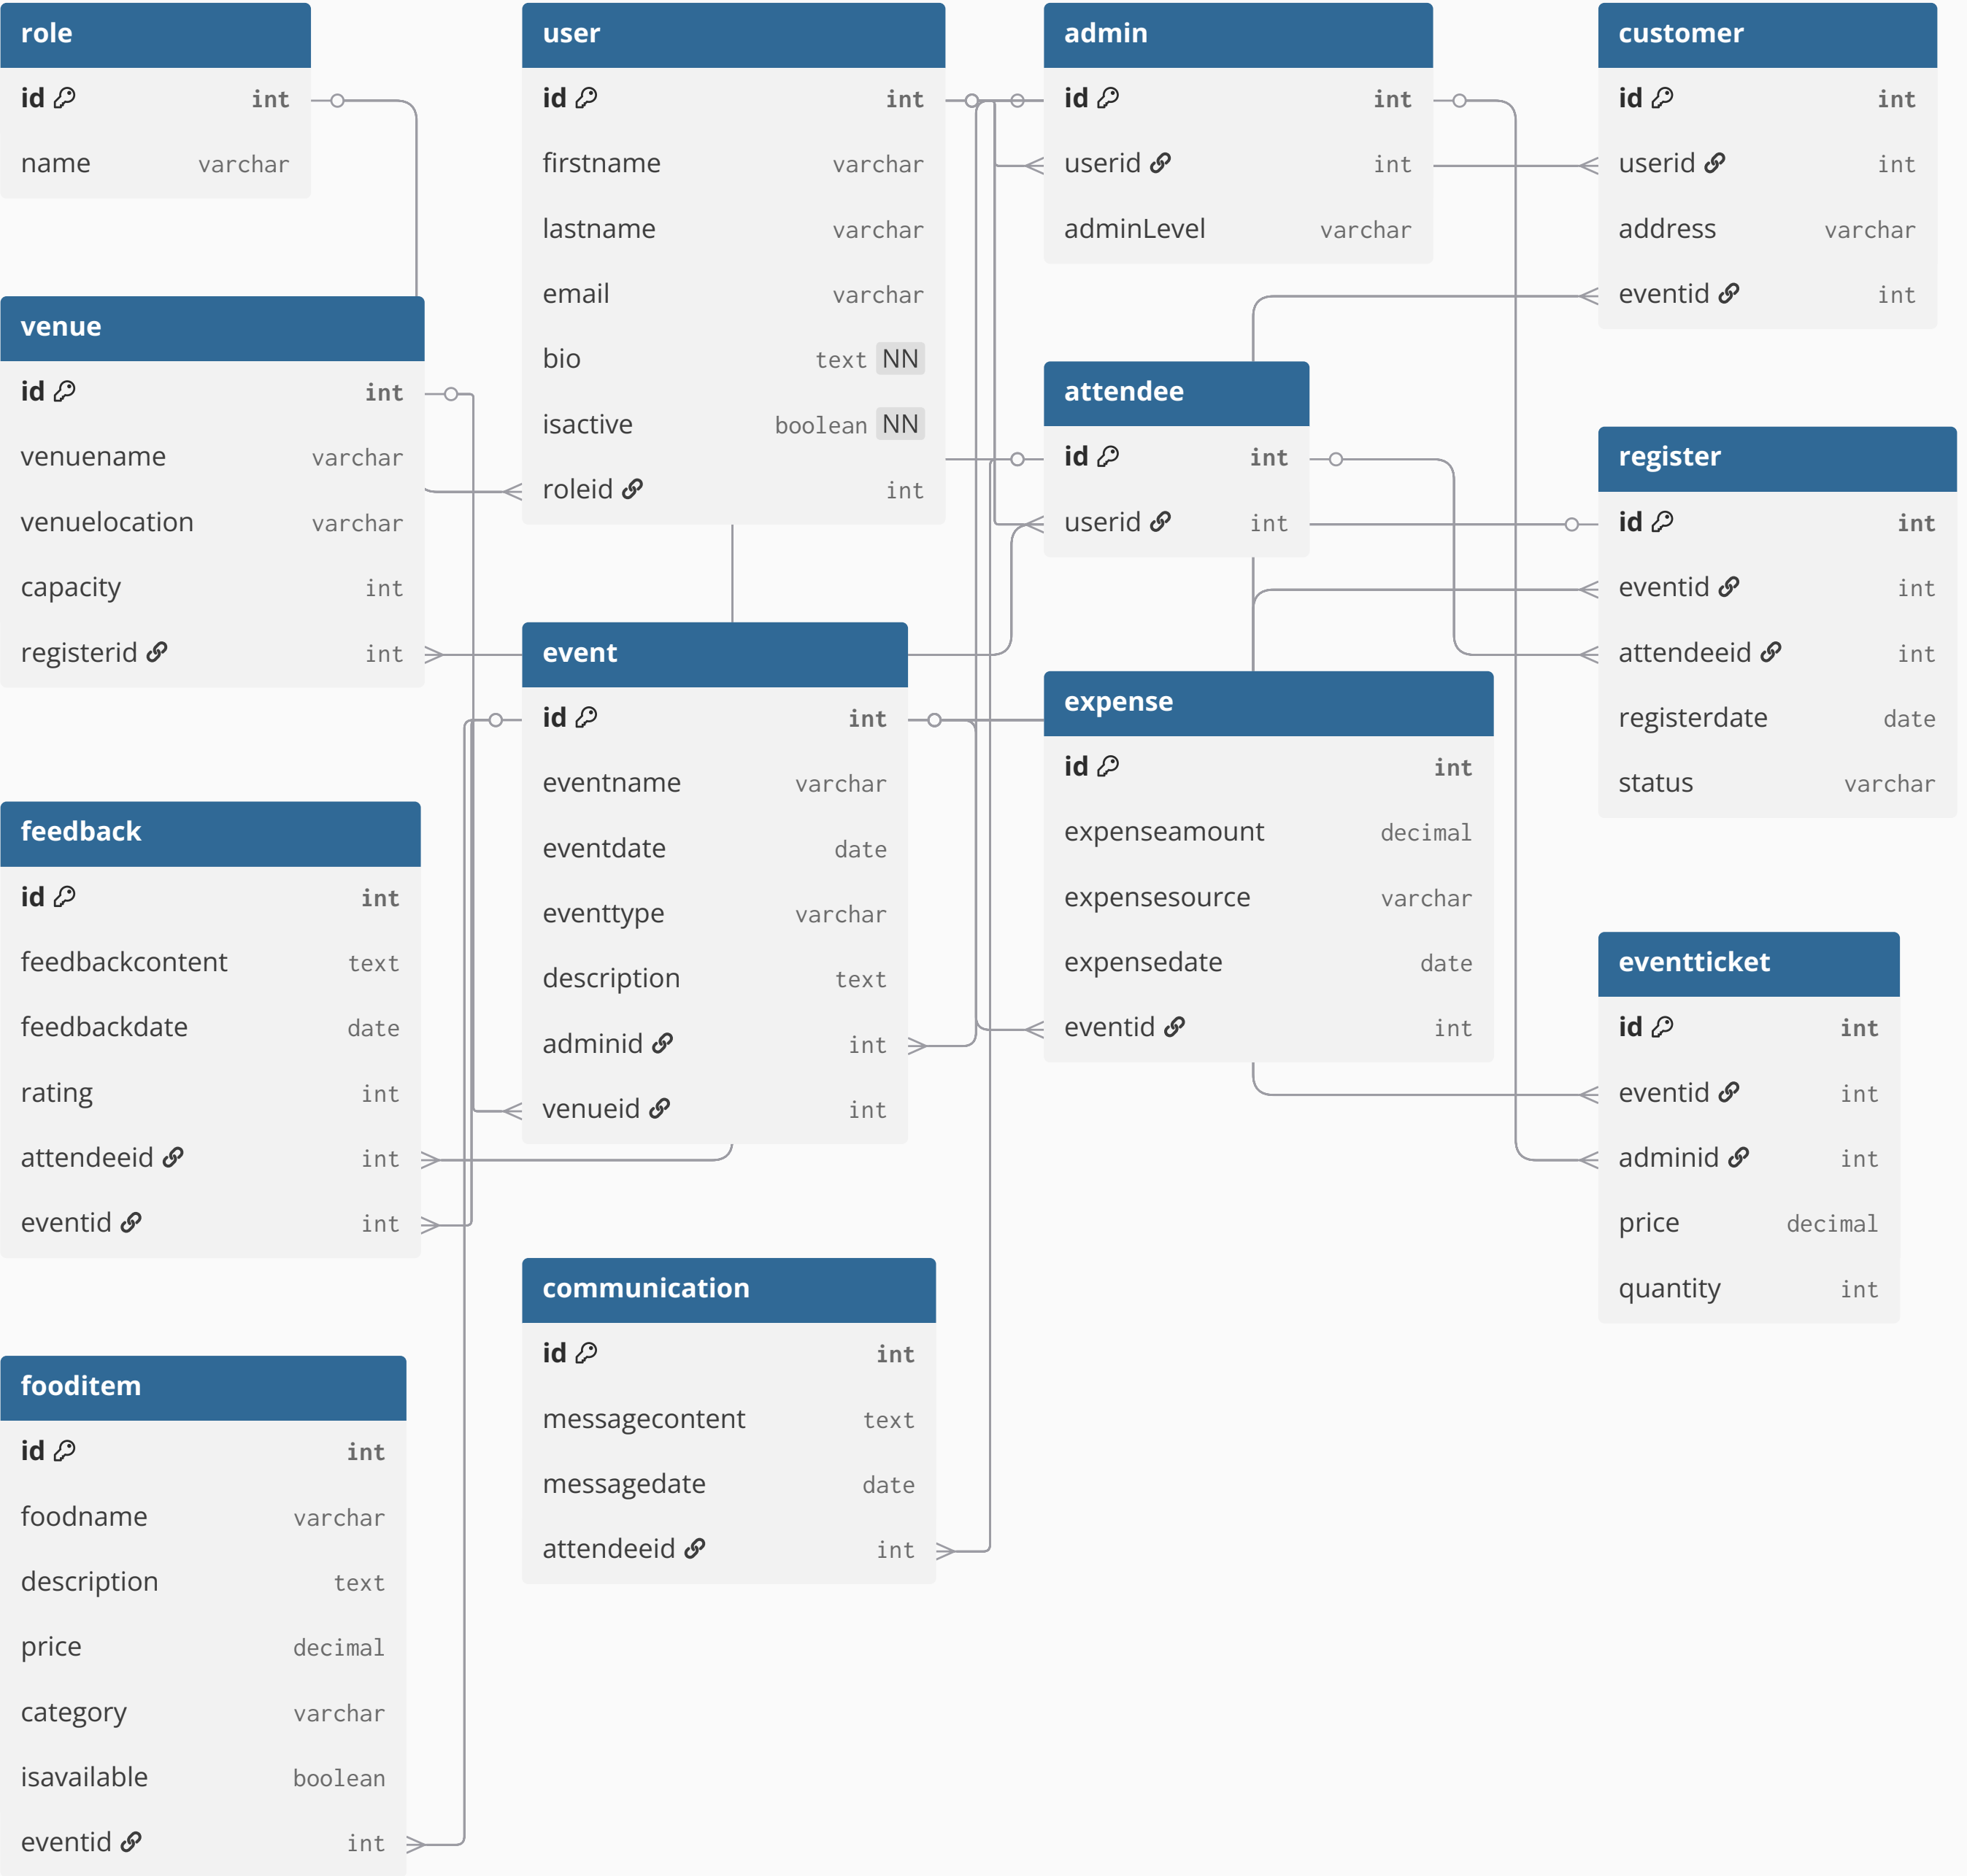 role
id int
name varchar
user
id int
firstname varchar
lastname varchar
email varchar
bio text NN
isactive boolean NN
roleid int
admin
id int
userid int
adminLevel varchar
customer
id int
userid int
address varchar
eventid int
venue
id int
venuename varchar
venuelocation varchar
capacity int
registerid int
attendee
id int
userid int
register
id int
eventid int
attendeeid int
registerdate date
status varchar
event
id int
eventname varchar
eventdate date
eventtype varchar
description text
adminid int
venueid int
expense
id int
expenseamount decimal
expensesource varchar
expensedate date
eventid int
feedback
id int
feedbackcontent text
feedbackdate date
rating int
attendeeid int
eventid int
eventticket
id int
eventid int
adminid int
price decimal
quantity int
communication
id int
messagecontent text
messagedate date
attendeeid int
fooditem
id int
foodname varchar
description text
price decimal
category varchar
isavailable boolean
eventid int